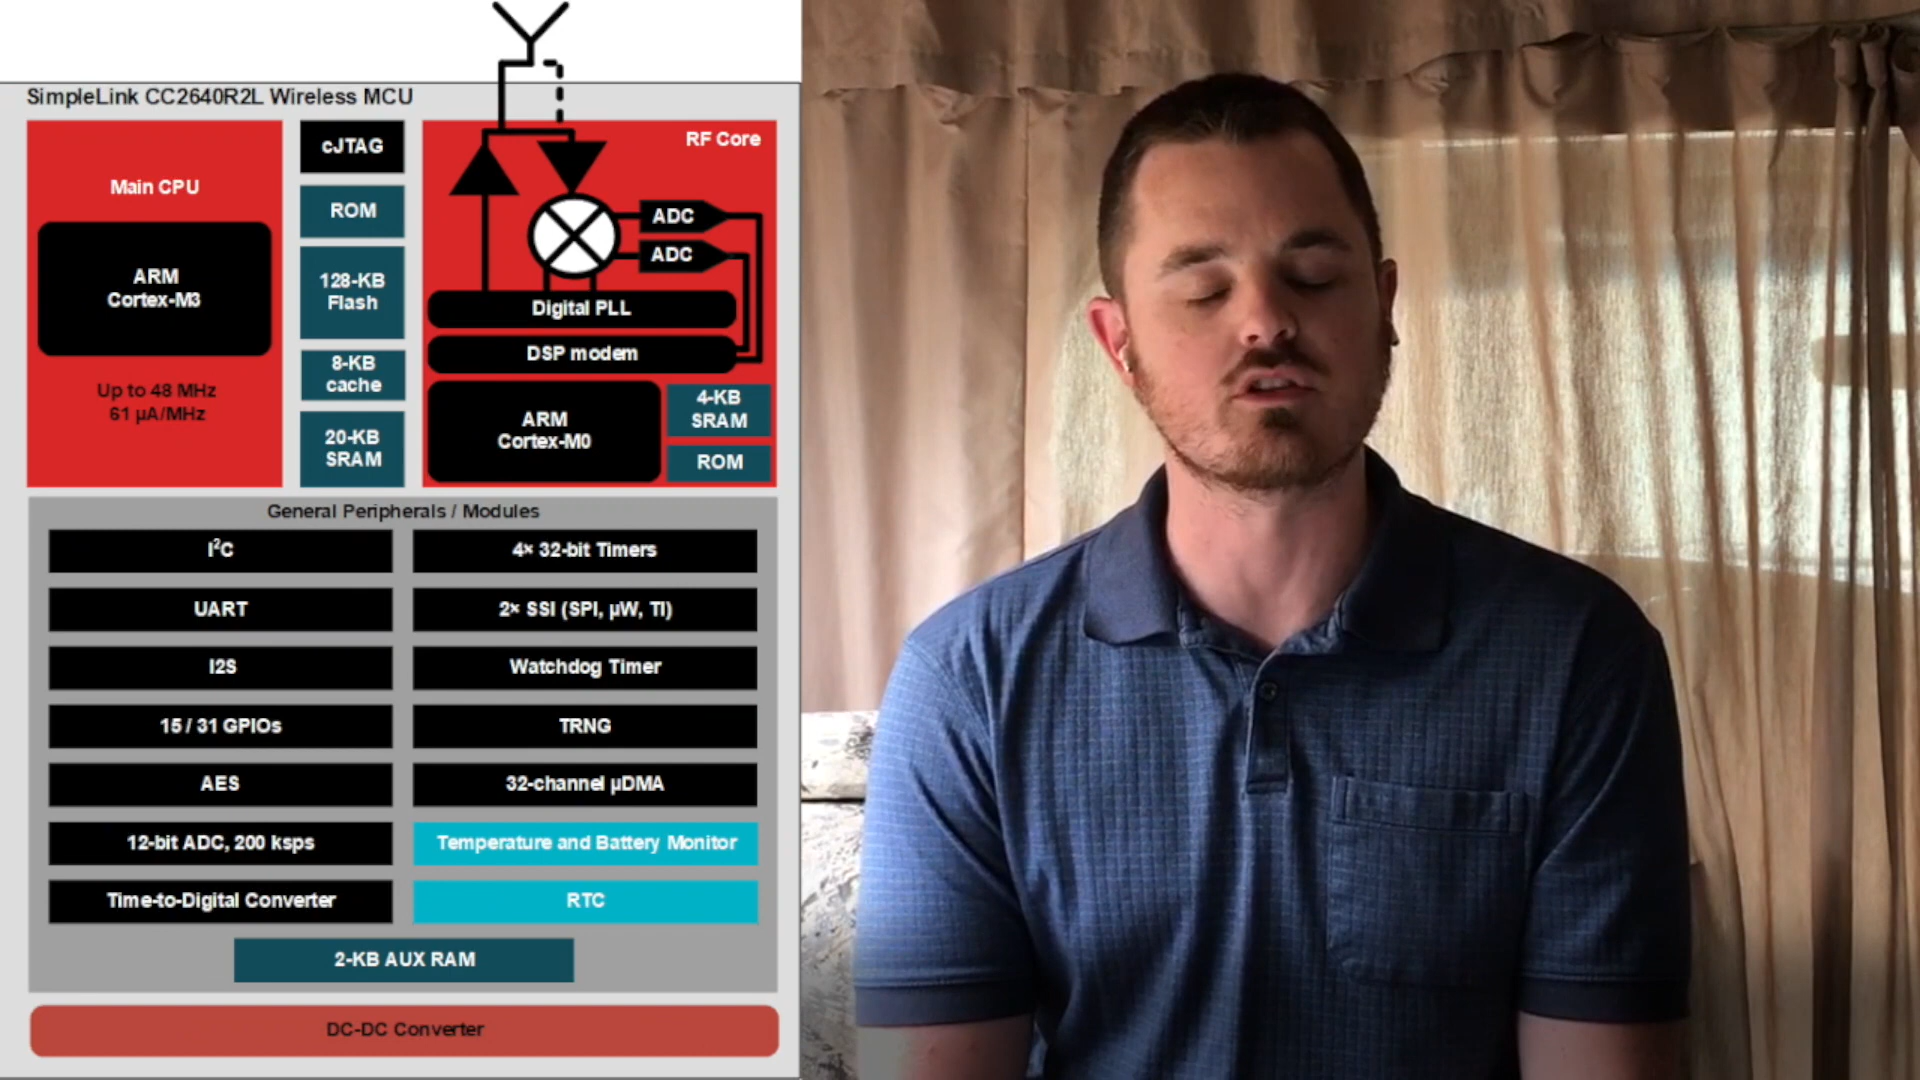 SimpleLink CC2640R2L Wireless MCU
Main CPU
ARM
Cortex-M3
Up to 48 MHz
61 µA/MHz
cJTAG
ROM
128-KB
Flash
8-KB
cache
20-KB
SRAM
RF Core
ADC
ADC
Digital PLL
DSP modem
ARM
Cortex-M0
4-KB
SRAM
ROM
General Peripherals / Modules
I²C
4× 32-bit Timers
UART
2× SSI (SPI, µW, TI)
I2S
Watchdog Timer
15 / 31 GPIOs
TRNG
AES
32-channel µDMA
12-bit ADC, 200 ksps
Temperature and Battery Monitor
Time-to-Digital Converter
RTC
2-KB AUX RAM
DC-DC Converter